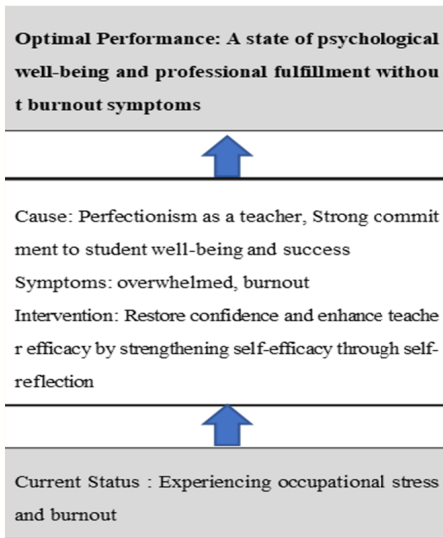 Optimal Performance: A state of psychological
well-being and professional fulfillment withou
t burnout symptoms
Cause: Perfectionism as a teacher, Strong commit
ment to student well-being and success
Symptoms: overwhelmed, burnout
Intervention: Restore confidence and enhance teache
r efficacy by strengthening self-efficacy through self-
reflection
Current Status : Experiencing occupational stress
and burnout